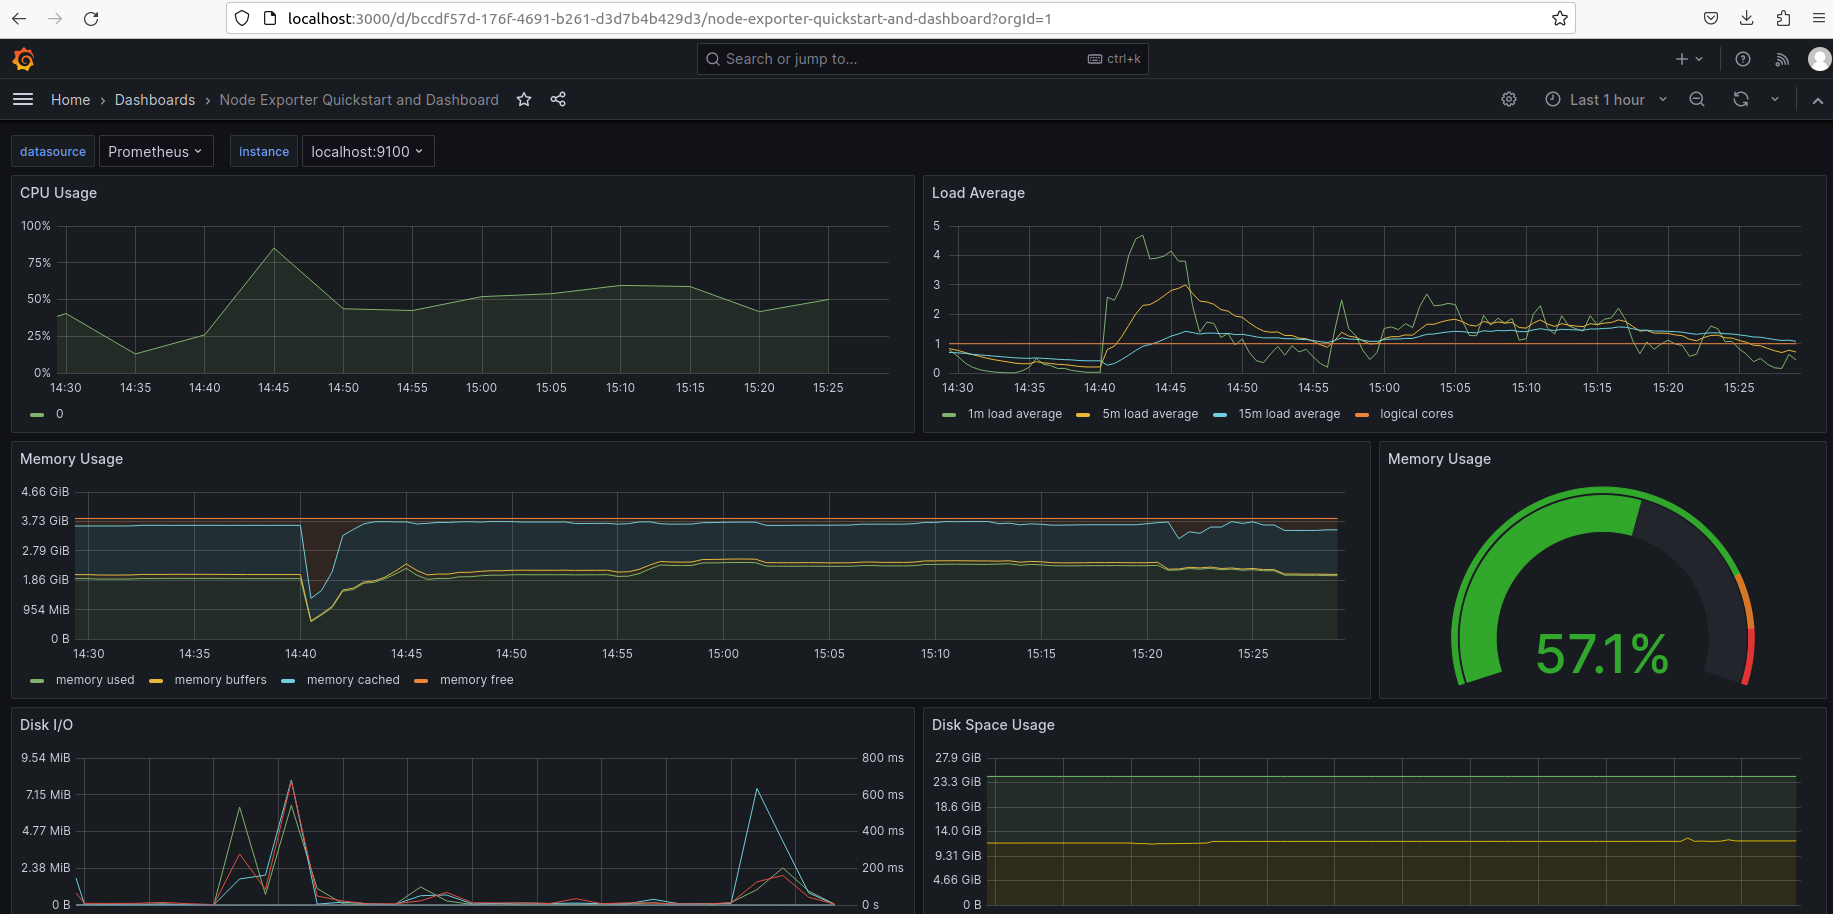 localhost:3000/d/bccdf57d-176f-4691-b261-d3d7b4b429d3/node-exporter-quickstart-and-dashboard?orgId=1
Search or jump to... ctrl+k
Home › Dashboards › Node Exporter Quickstart and Dashboard Last 1 hour
datasource Prometheus instance localhost:9100
CPU Usage
100%
75%
50%
25%
0%
14:30 14:35 14:40 14:45 14:50 14:55 15:00 15:05 15:10 15:15 15:20 15:25
0
Load Average
5
4
3
2
1
0
14:30 14:35 14:40 14:45 14:50 14:55 15:00 15:05 15:10 15:15 15:20 15:25
1m load average 5m load average 15m load average logical cores
Memory Usage
4.66 GiB
3.73 GiB
2.79 GiB
1.86 GiB
954 MiB
0 B
14:30 14:35 14:40 14:45 14:50 14:55 15:00 15:05 15:10 15:15 15:20 15:25
memory used memory buffers memory cached memory free
Memory Usage
57.1%
Disk I/O
9.54 MiB
7.15 MiB
4.77 MiB
2.38 MiB
0 B
800 ms
600 ms
400 ms
200 ms
0 s
Disk Space Usage
27.9 GiB
23.3 GiB
18.6 GiB
14.0 GiB
9.31 GiB
4.66 GiB
0 B